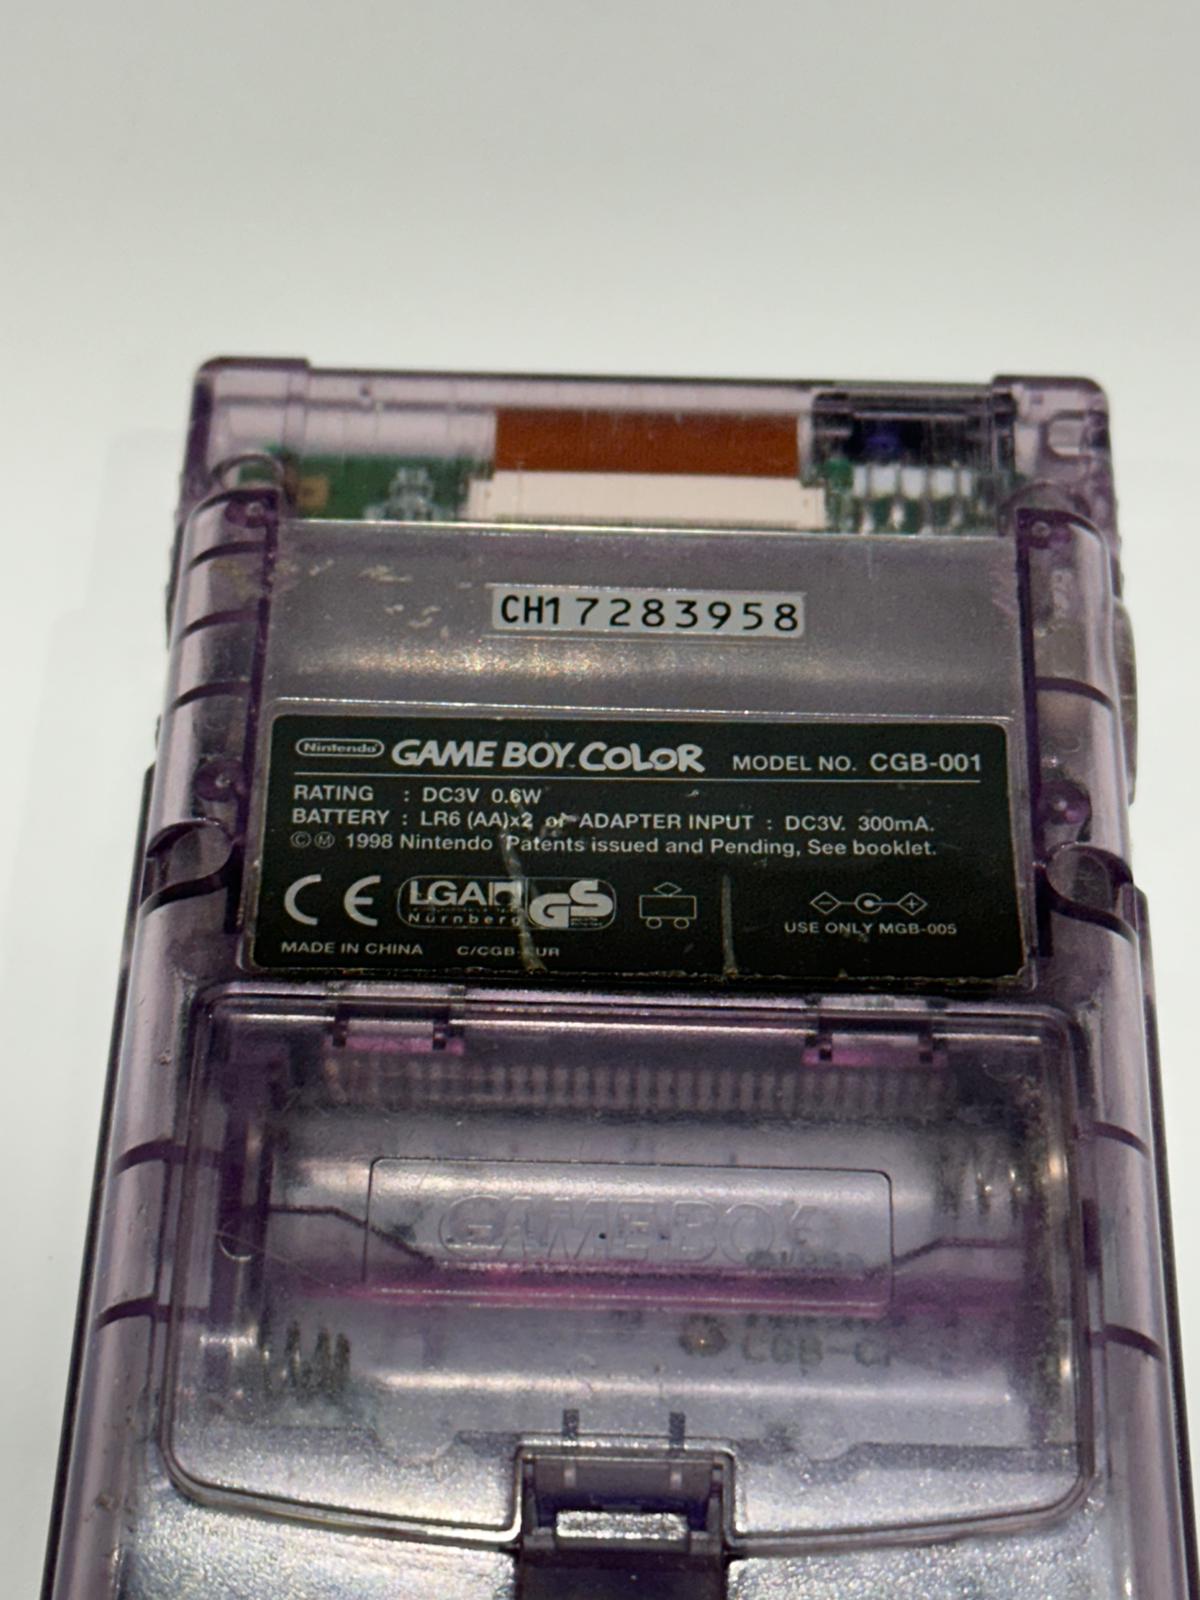 CH17283958
Nintendo GAME BOY COLOR MODEL NO. CGB-001
RATING : DC3V 0.6W
BATTERY : LR6 (AA)x2 or ADAPTER INPUT : DC3V. 300mA.
©Ⓜ 1998 Nintendo Patents issued and Pending, See booklet.
CE LGA Nürnberg GS
USE ONLY MGB-005
MADE IN CHINA C/CGB-EUR
GAME BOY